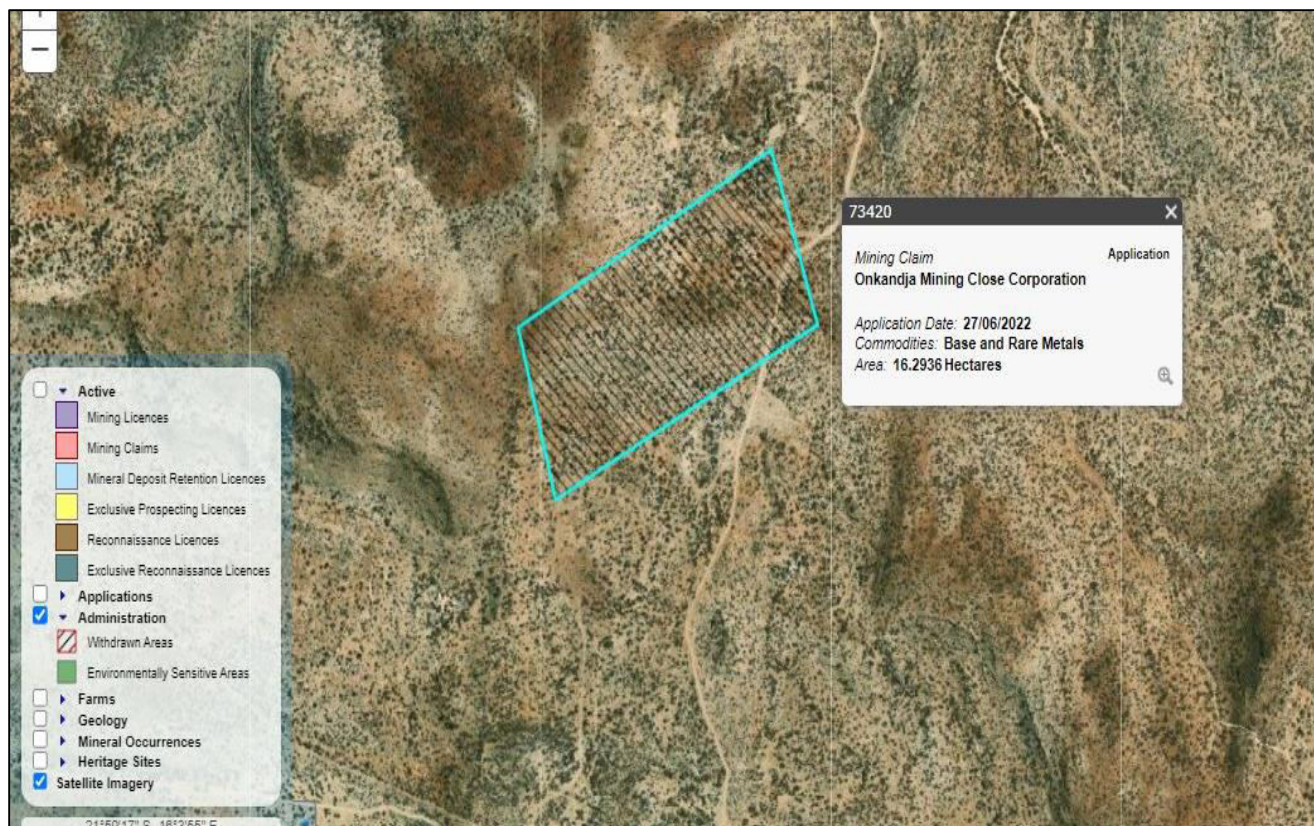 +
−
73420
Mining Claim
Application
Onkandja Mining Close Corporation
Application Date: 27/06/2022
Commodities: Base and Rare Metals
Area: 16.2936 Hectares
Active
Mining Licences
Mining Claims
Mineral Deposit Retention Licences
Exclusive Prospecting Licences
Reconnaissance Licences
Exclusive Reconnaissance Licences
Applications
Administration
Withdrawn Areas
Environmentally Sensitive Areas
Farms
Geology
Mineral Occurrences
Heritage Sites
Satellite Imagery